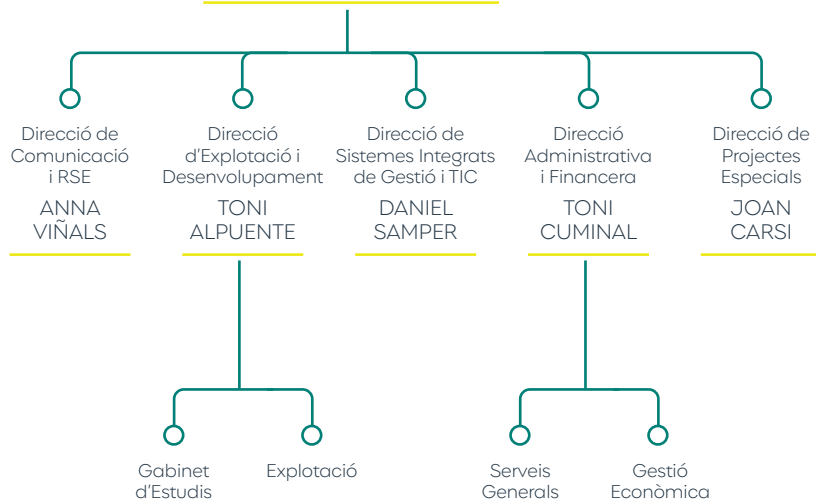 Direcció de
Comunicació
i RSE
ANNA
VIÑALS
Direcció
d'Explotació i
Desenvolupament
TONI
ALPUENTE
Direcció de
Sistemes Integrats
de Gestió i TIC
DANIEL
SAMPER
Direcció
Administrativa
i Financera
TONI
CUMINAL
Direcció de
Projectes
Especials
JOAN
CARSI
Gabinet
d'Estudis
Explotació
Serveis
Generals
Gestió
Econòmica